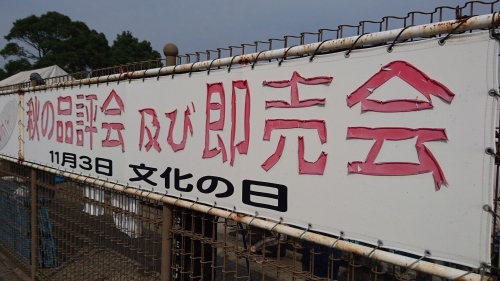 秋の品評会 及び 即売会
11月3日 文化の日